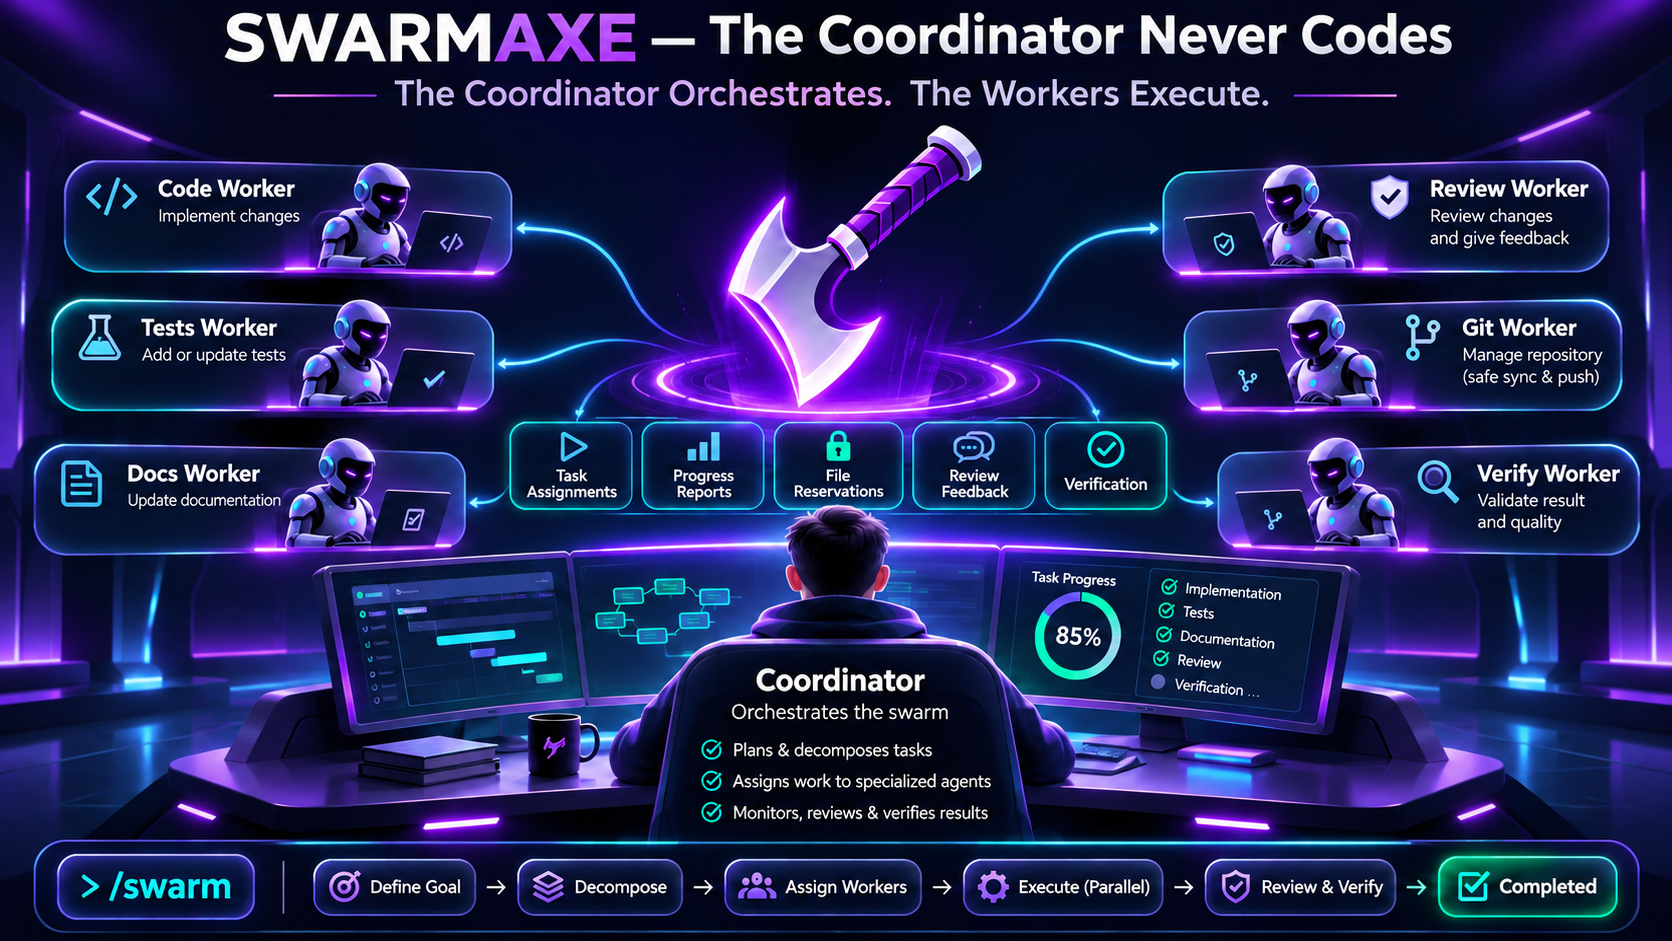 SWARMAXE — The Coordinator Never Codes
The Coordinator Orchestrates. The Workers Execute.
</> Code Worker
Implement changes
</>
Tests Worker
Add or update tests
Docs Worker
Update documentation
Review Worker
Review changes
and give feedback
Git Worker
Manage repository
(safe sync & push)
Verify Worker
Validate result
and quality
Task
Assignments
Progress
Reports
File
Reservations
Review
Feedback
Verification
Task Progress
85%
Implementation
Tests
Documentation
Review
Verification ...
Coordinator
Orchestrates the swarm
Plans & decomposes tasks
Assigns work to specialized agents
Monitors, reviews & verifies results
> /swarm
Define Goal
Decompose
Assign Workers
Execute (Parallel)
Review & Verify
Completed